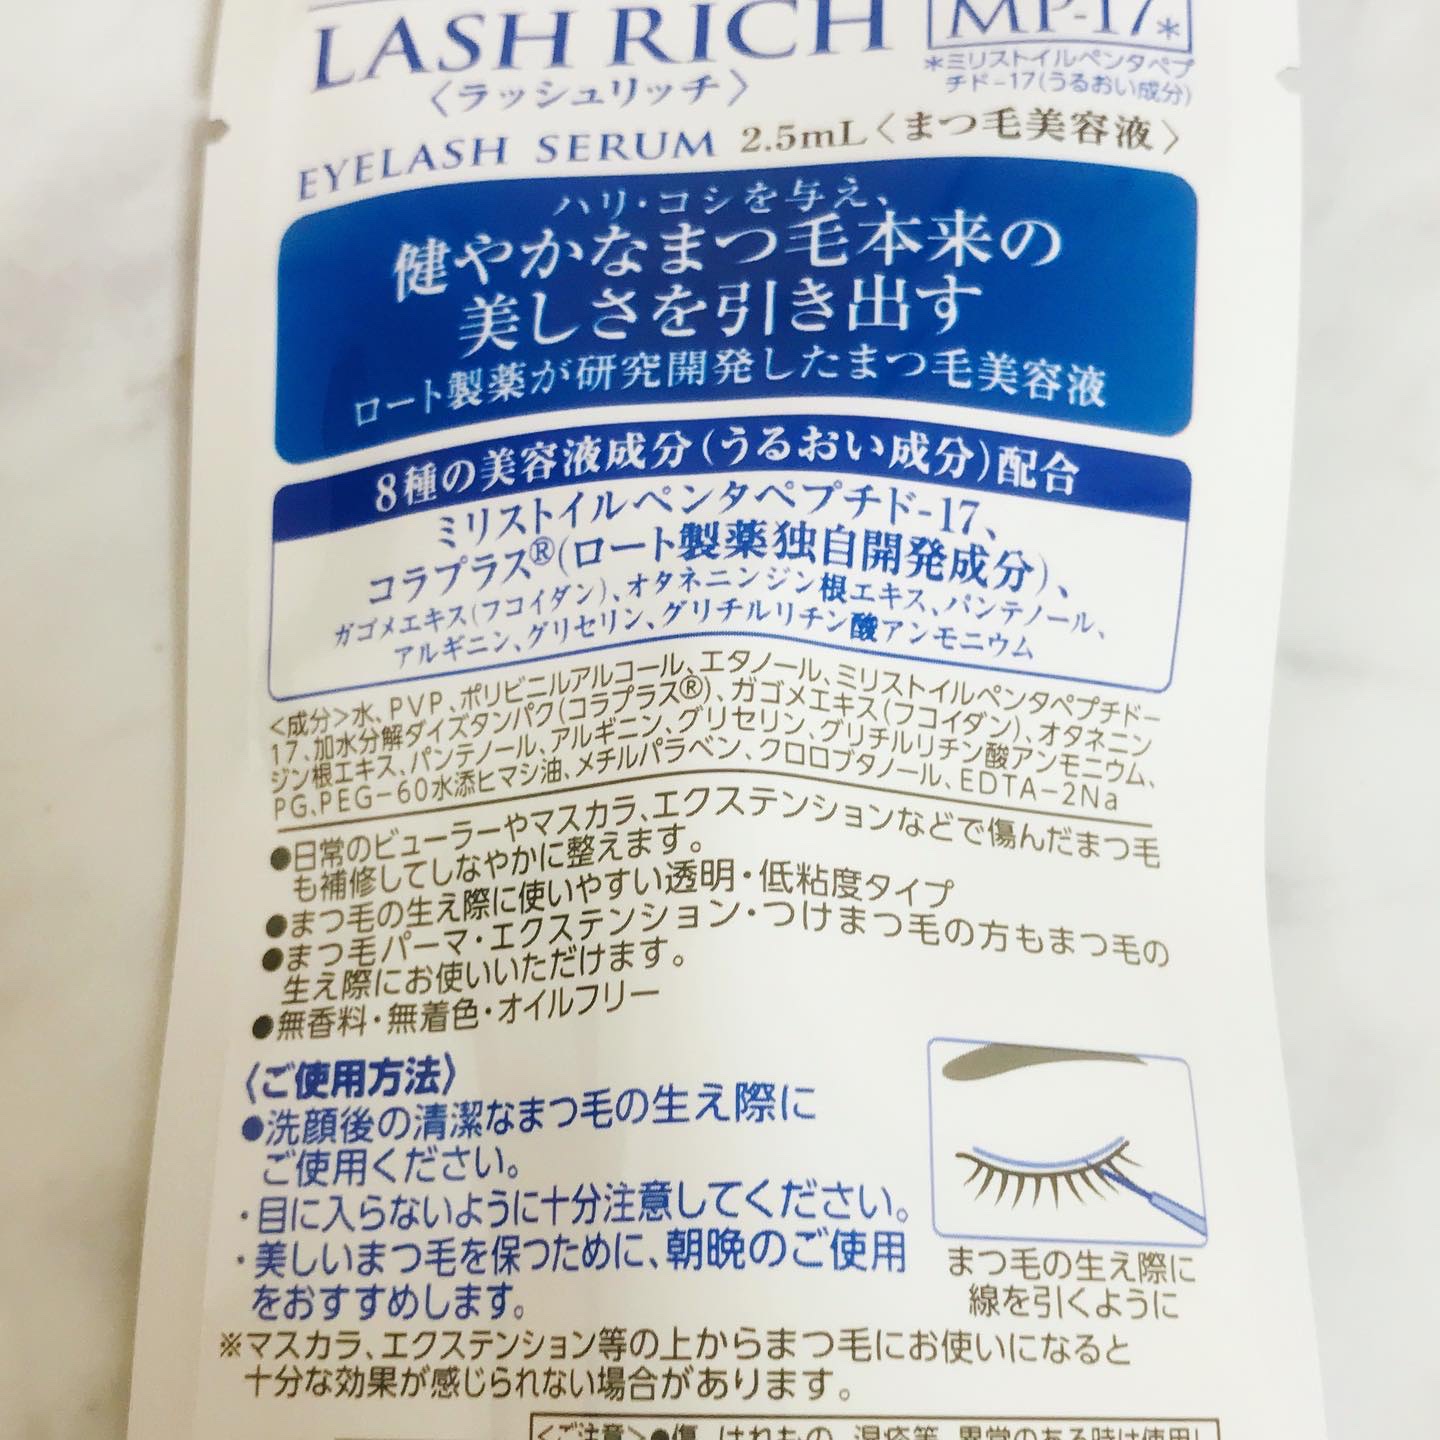 LASH RICH
MP-17*
〈ラッシュリッチ〉
*ミリストイルペンタペプ
チド-17(うるおい成分)
EYELASH SERUM 2.5mL〈まつ毛美容液〉
ハリ・コシを与え、
健やかなまつ毛本来の
美しさを引き出す
ロート製薬が研究開発したまつ毛美容液
8種の美容液成分(うるおい成分)配合
ミリストイルペンタペプチド-17、
コラプラス®(ロート製薬独自開発成分)、
ガゴメエキス(フコイダン)、オタネニンジン根エキス、パンテノール、
アルギニン、グリセリン、グリチルリチン酸アンモニウム
<成分>水、PVP、ポリビニルアルコール、エタノール、ミリストイルペンタペプチド-
17、加水分解ダイズタンパク(コラプラス®)、ガゴメエキス(フコイダン)、オタネニン
ジン根エキス、パンテノール、アルギニン、グリセリン、グリチルリチン酸アンモニウム、
PG、PEG-60水添ヒマシ油、メチルパラベン、クロロブタノール、EDTA-2Na
●日常のビューラーやマスカラ、エクステンションなどで傷んだまつ毛
も補修してしなやかに整えます。
●まつ毛の生え際に使いやすい透明・低粘度タイプ
●まつ毛パーマ・エクステンション・つけまつ毛の方もまつ毛の
生え際にお使いいただけます。
●無香料・無着色・オイルフリー
〈ご使用方法〉
●洗顔後の清潔なまつ毛の生え際に
ご使用ください。
・目に入らないように十分注意してください。
・美しいまつ毛を保つために、朝晩のご使用
をおすすめします。
まつ毛の生え際に
線を引くように
※マスカラ、エクステンション等の上からまつ毛にお使いになると
十分な効果が感じられない場合があります。
<ご注意>●傷、はれもの、湿疹等、異常のある時は使用し